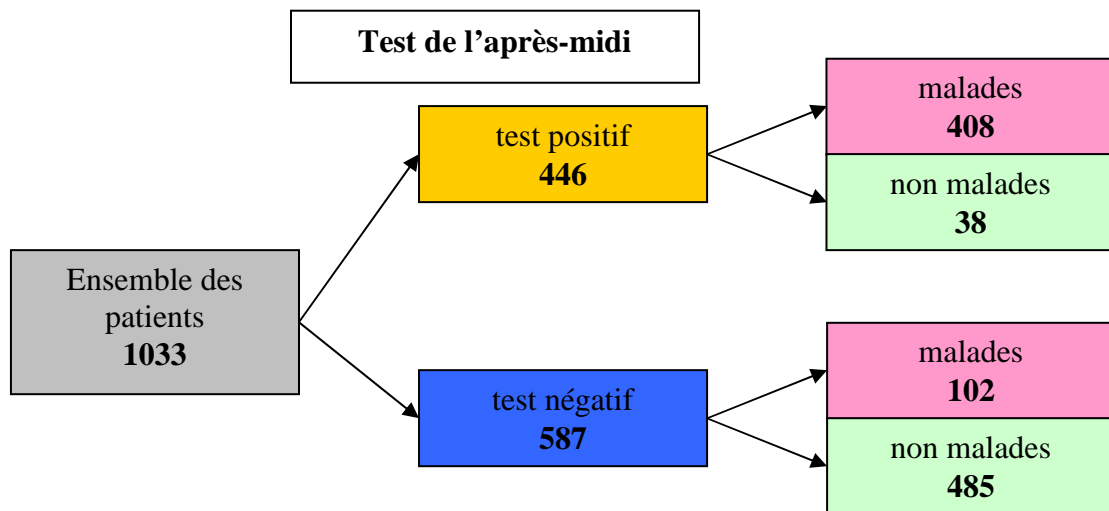 Test de l'après-midi
malades
408
test positif
446
non malades
38
Ensemble des
patients
1033
malades
102
test négatif
587
non malades
485